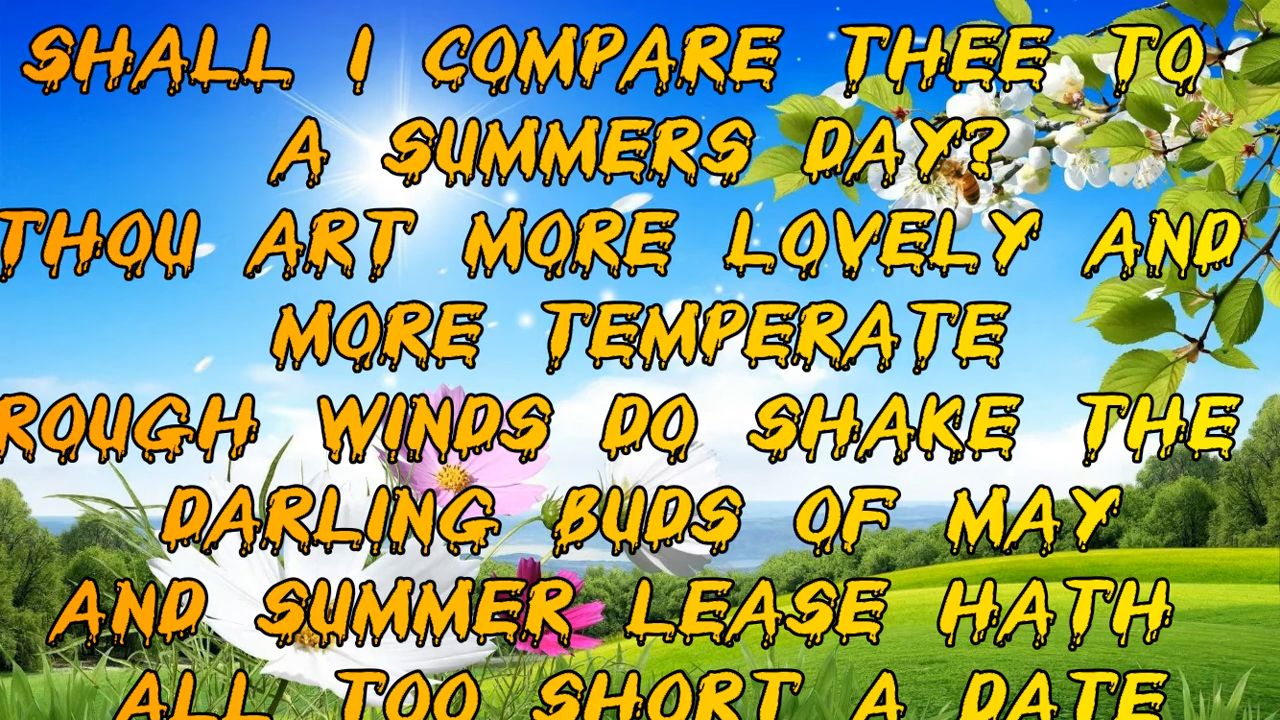 SHALL I COMPARE THEE TO
A SUMMERS DAY?
THOU ART MORE LOVELY AND
MORE TEMPERATE
ROUGH WINDS DO SHAKE THE
DARLING BUDS OF MAY
AND SUMMER LEASE HATH
ALL TOO SHORT A DATE